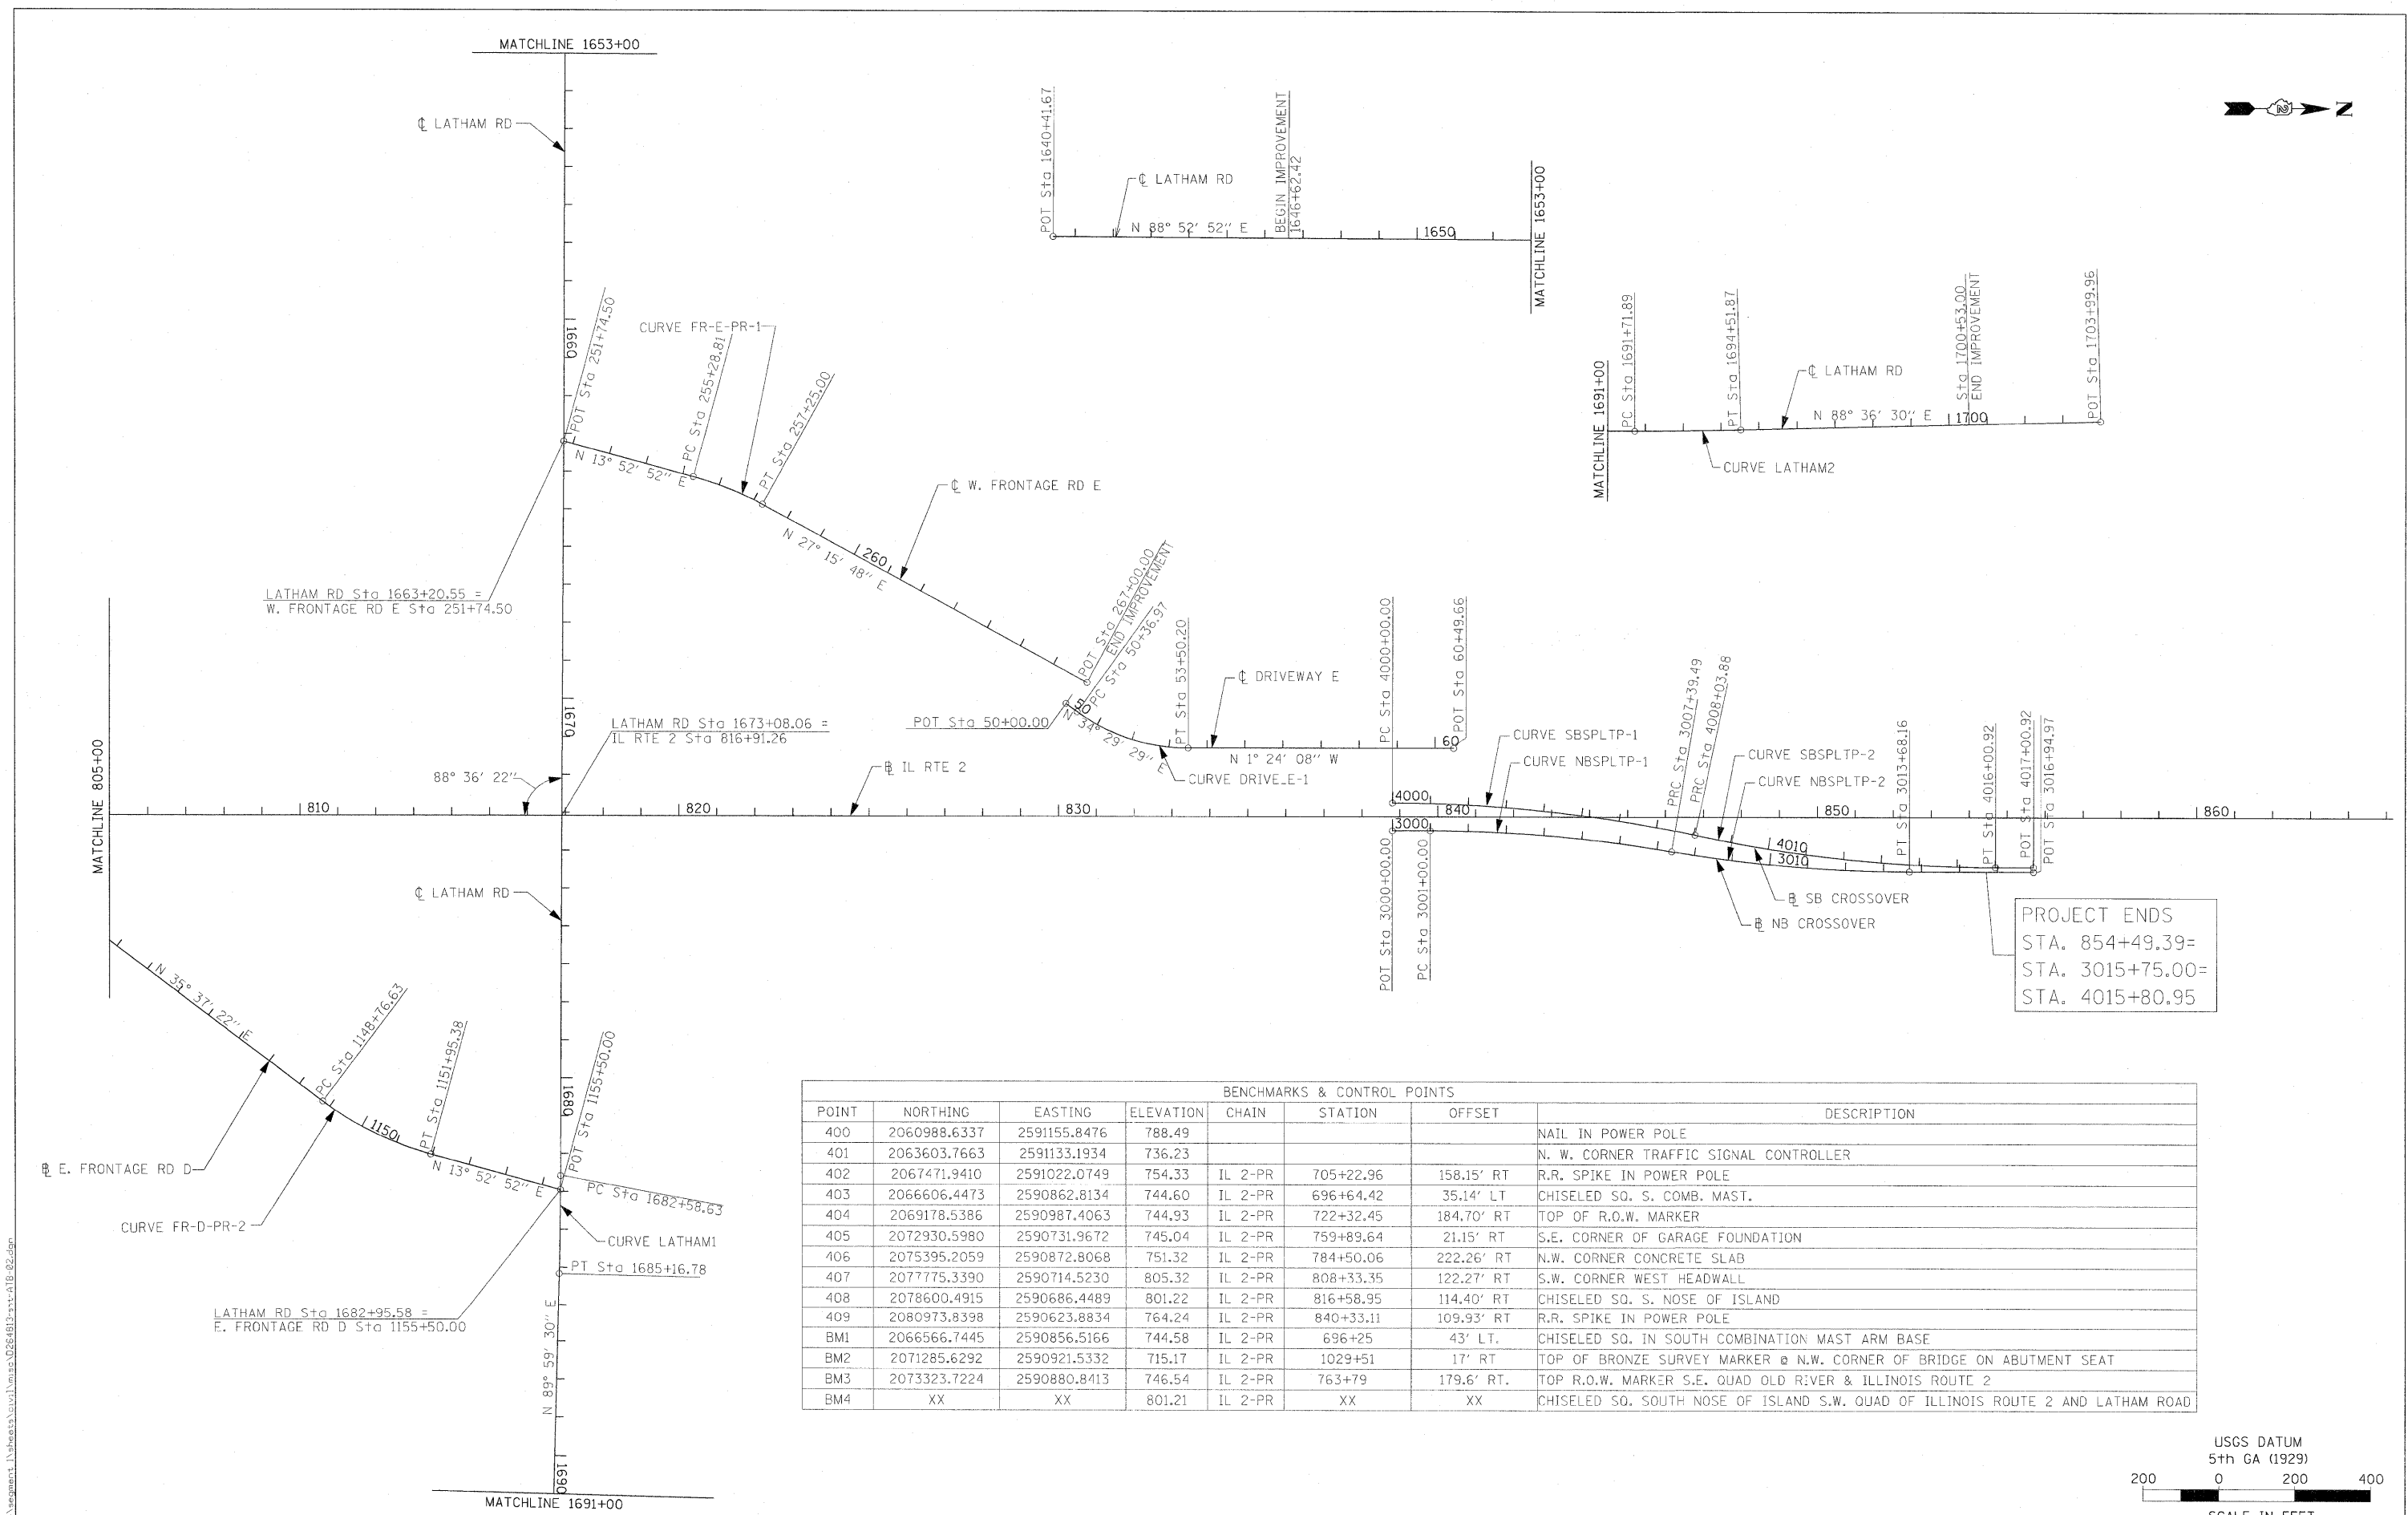 MATCHLINE 1653+00
℄ LATHAM RD
POT Sta 1640+41.67
℄ LATHAM RD
N 88° 52' 52" E
BEGIN IMPROVEMENT
1646+62.42
1650
MATCHLINE 1653+00
N
1660
POT Sta 251+74.50
CURVE FR-E-PR-1
PC Sta 255+28.81
PT Sta 257+25.00
N 13° 52' 52" E
℄ W. FRONTAGE RD E
N 27° 15' 48" E
260
MATCHLINE 1691+00
PC Sta 1691+71.89
PT Sta 1694+51.87
℄ LATHAM RD
N 88° 36' 30" E
Sta 1700+53.00
END IMPROVEMENT
1700
POT Sta 1703+99.96
CURVE LATHAM2
LATHAM RD Sta 1663+20.55 =
W. FRONTAGE RD E Sta 251+74.50
POT Sta 267+00.00
END IMPROVEMENT
PC Sta 50+36.97
50
POT Sta 50+00.00
N 34° 29' 29" E
PT Sta 53+50.20
℄ DRIVEWAY E
N 1° 24' 08" W
CURVE DRIVE_E-1
PC Sta 4000+00.00
POT Sta 60+49.66
60
1670
LATHAM RD Sta 1673+08.06 =
IL RTE 2 Sta 816+91.26
88° 36' 22"
MATCHLINE 805+00
B IL RTE 2
810
820
830
840
850
860
4000
3000
CURVE SBSPLTP-1
CURVE NBSPLTP-1
PRC Sta 3007+39.49
PRC Sta 4008+03.88
CURVE SBSPLTP-2
CURVE NBSPLTP-2
4010
3010
PT Sta 3013+68.16
PT Sta 4016+00.92
POT Sta 4017+00.92
POT Sta 3016+94.97
POT Sta 3000+00.00
PC Sta 3001+00.00
B SB CROSSOVER
B NB CROSSOVER
PROJECT ENDS
STA. 854+49.39=
STA. 3015+75.00=
STA. 4015+80.95
℄ LATHAM RD
N 35° 37' 22" E
PC Sta 1148+76.63
1150
PT Sta 1151+95.38
N 13° 52' 52" E
B E. FRONTAGE RD D
CURVE FR-D-PR-2
1680
POT Sta 1155+50.00
PC Sta 1682+58.63
CURVE LATHAM1
PT Sta 1685+16.78
LATHAM RD Sta 1682+95.58 =
E. FRONTAGE RD D Sta 1155+50.00
N 89° 59' 30" E
1690
MATCHLINE 1691+00
BENCHMARKS & CONTROL POINTS
POINT NORTHING EASTING ELEVATION CHAIN STATION OFFSET DESCRIPTION
400 2060988.6337 2591155.8476 788.49 NAIL IN POWER POLE
401 2063603.7663 2591133.1934 736.23 N. W. CORNER TRAFFIC SIGNAL CONTROLLER
402 2067471.9410 2591022.0749 754.33 IL 2-PR 705+22.96 158.15' RT R.R. SPIKE IN POWER POLE
403 2066606.4473 2590862.8134 744.60 IL 2-PR 696+64.42 35.14' LT CHISELED SQ. S. COMB. MAST.
404 2069178.5386 2590987.4063 744.93 IL 2-PR 722+32.45 184.70' RT TOP OF R.O.W. MARKER
405 2072930.5980 2590731.9672 745.04 IL 2-PR 759+89.64 21.15' RT S.E. CORNER OF GARAGE FOUNDATION
406 2075395.2059 2590872.8068 751.32 IL 2-PR 784+50.06 222.26' RT N.W. CORNER CONCRETE SLAB
407 2077775.3390 2590714.5230 805.32 IL 2-PR 808+33.35 122.27' RT S.W. CORNER WEST HEADWALL
408 2078600.4915 2590686.4489 801.22 IL 2-PR 816+58.95 114.40' RT CHISELED SQ. S. NOSE OF ISLAND
409 2080973.8398 2590623.8834 764.24 IL 2-PR 840+33.11 109.93' RT R.R. SPIKE IN POWER POLE
BM1 2066566.7445 2590856.5166 744.58 IL 2-PR 696+25 43' LT. CHISELED SQ. IN SOUTH COMBINATION MAST ARM BASE
BM2 2071285.6292 2590921.5332 715.17 IL 2-PR 1029+51 17' RT TOP OF BRONZE SURVEY MARKER @ N.W. CORNER OF BRIDGE ON ABUTMENT SEAT
BM3 2073323.7224 2590880.8413 746.54 IL 2-PR 763+79 179.6' RT. TOP R.O.W. MARKER S.E. QUAD OLD RIVER & ILLINOIS ROUTE 2
BM4 XX XX 801.21 IL 2-PR XX XX CHISELED SQ. SOUTH NOSE OF ISLAND S.W. QUAD OF ILLINOIS ROUTE 2 AND LATHAM ROAD
USGS DATUM
5th GA (1929)
200 0 200 400
SCALE IN FEET
\segment 1\sheets\civil\misc\D264813-sht-ATB-02.dgn